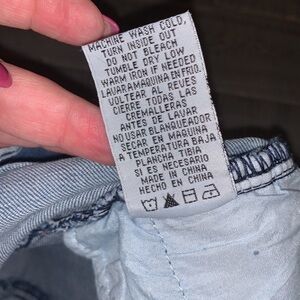 MACHINE WASH COLD,
TURN INSIDE OUT
DO NOT BLEACH
TUMBLE DRY LOW
WARM IRON IF NEEDED
LAVAR A MAQUINA EN FRIO.
VOLTEAR AL REVES
CIERRE TODAS LAS
CREMALLERAS
ANTES DE LAVAR
NO USAR BLANQUEADOR
SECAR EN MAQUINA
A TEMPERATURA BAJA
PLANCHA TIBIA
SI ES NECESARIO
MADE IN CHINA
HECHO EN CHINA